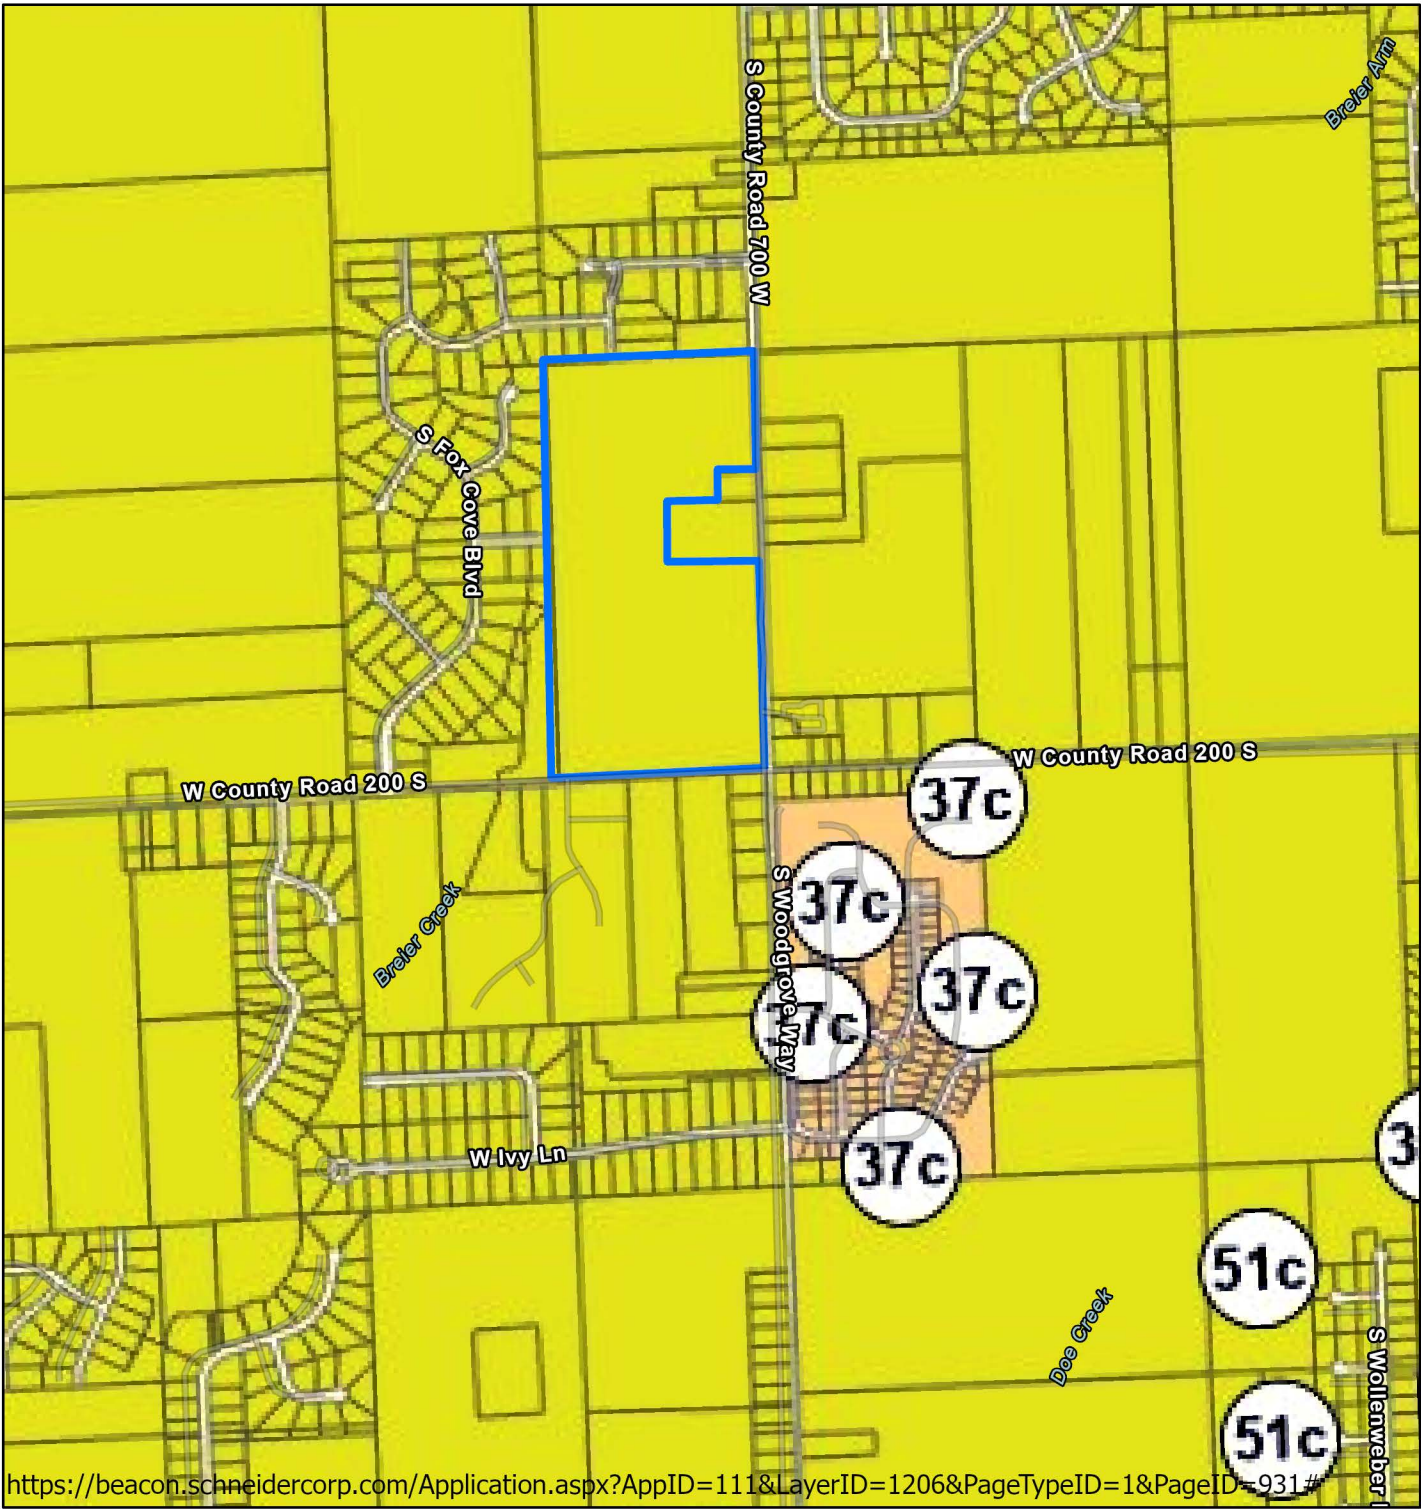 Breier Arm
S County Road 700 W
S Fox Cove Blvd
W County Road 200 S
W County Road 200 S
37c
37c
S Woodgrove Way
Breier Creek
37c
37c
W Ivy Ln
37c
51c
Doe Creek
S Wollenweber
51c
https://beacon.schneidercorp.com/Application.aspx?AppID=111&LayerID=1206&PageTypeID=1&PageID=931#